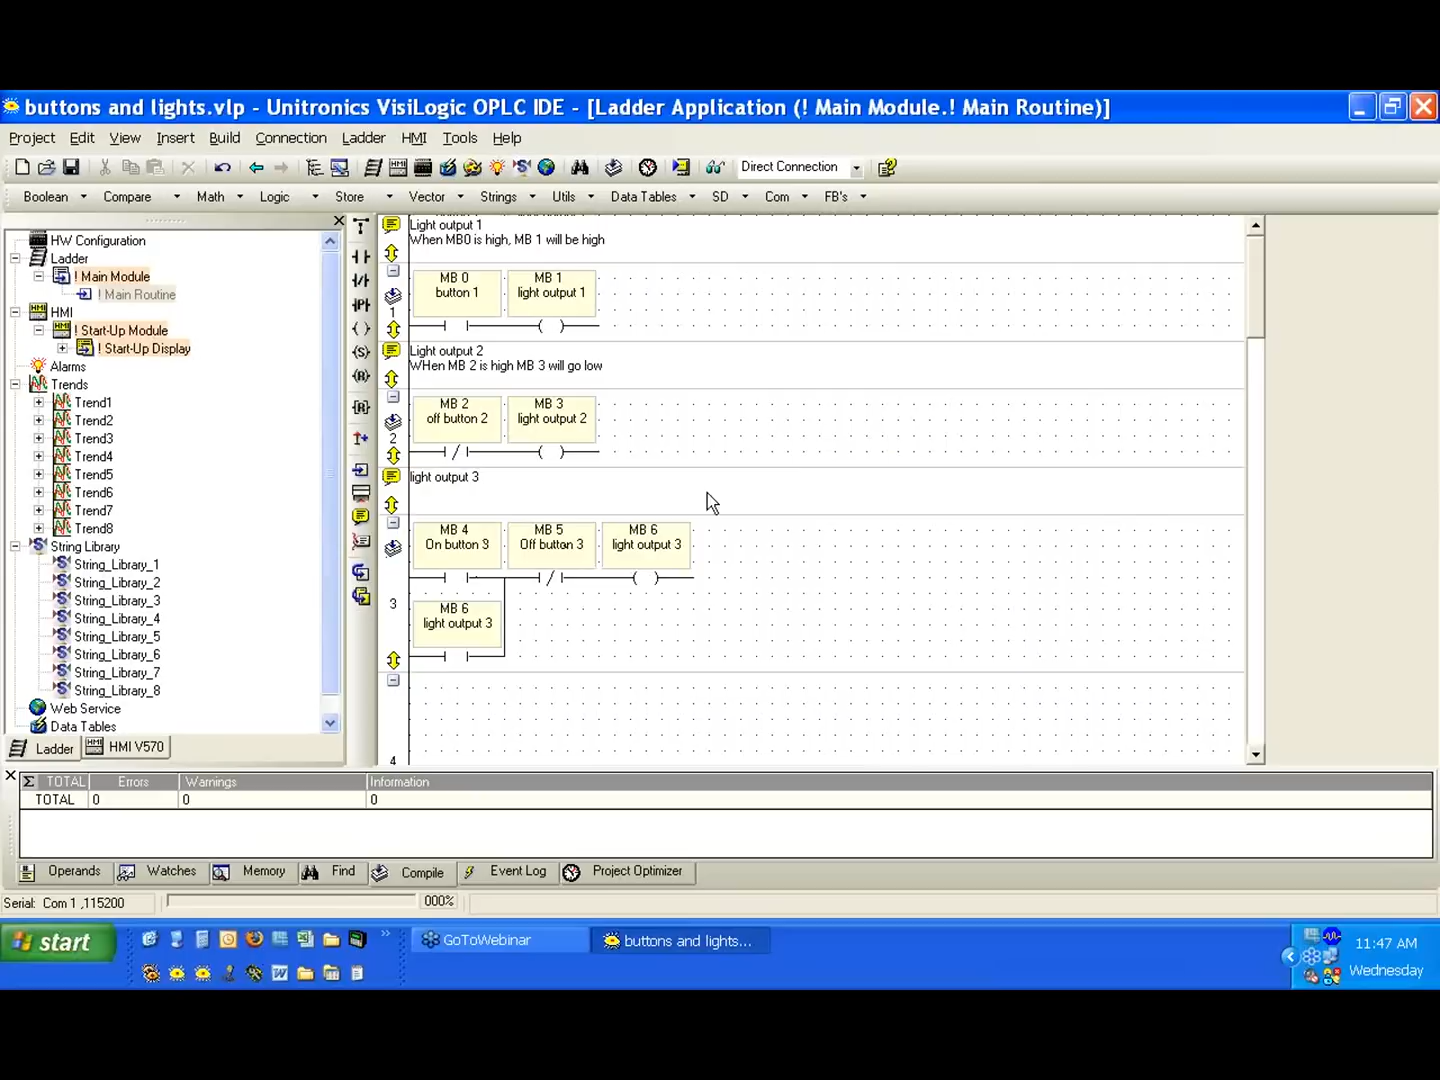 buttons and lights.vlp - Unitronics VisiLogic OPLC IDE - [Ladder Application (! Main Module.! Main Routine)]
Project Edit View Insert Build Connection Ladder HMI Tools Help
Direct Connection
Boolean Compare Math Logic Store Vector Strings Utils Data Tables SD Com FB's
HW Configuration
Ladder
! Main Module
! Main Routine
HMI
! Start-Up Module
! Start-Up Display
Alarms
Trends
Trend1
Trend2
Trend3
Trend4
Trend5
Trend6
Trend7
Trend8
String Library
String_Library_1
String_Library_2
String_Library_3
String_Library_4
String_Library_5
String_Library_6
String_Library_7
String_Library_8
Web Service
Data Tables
Ladder HMI V570
Light output 1
When MB0 is high, MB 1 will be high
MB 0 MB 1
button 1 light output 1
1
Light output 2
WHen MB 2 is high MB 3 will go low
MB 2 MB 3
off button 2 light output 2
2
light output 3
MB 4 MB 5 MB 6
On button 3 Off button 3 light output 3
3
MB 6
light output 3
4
Σ TOTAL Errors Warnings Information
TOTAL 0 0 0
Operands Watches Memory Find Compile Event Log Project Optimizer
Serial: Com 1 ,115200 000%
start GoToWebinar buttons and lights...
11:47 AM
Wednesday